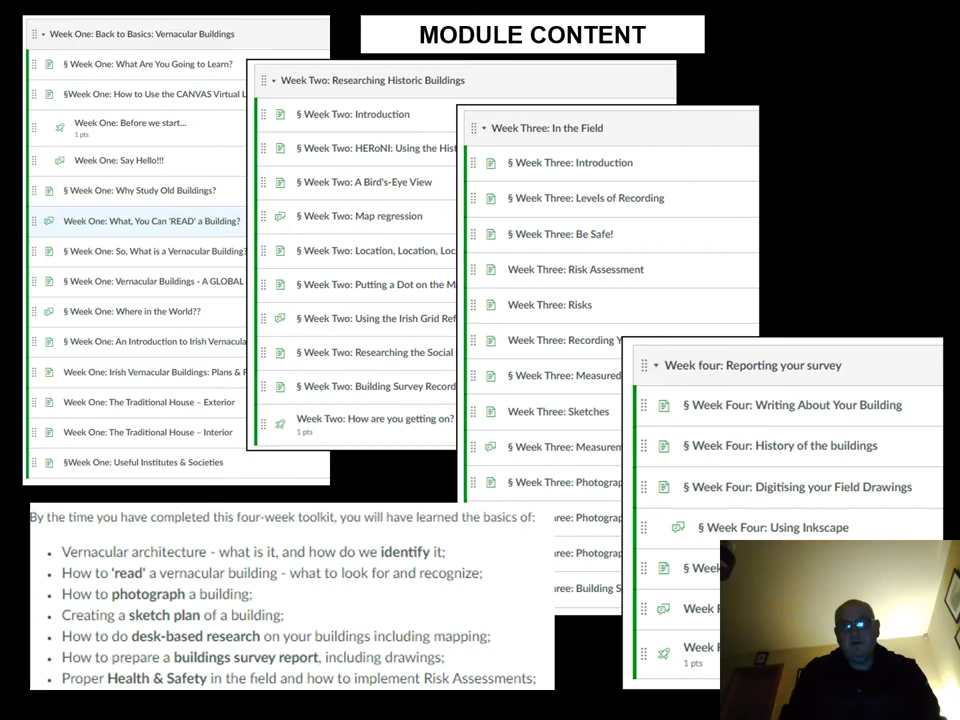 MODULE CONTENT
Week One: Back to Basics: Vernacular Buildings
§ Week One: What Are You Going to Learn?
§Week One: How to Use the CANVAS Virtual L
Week One: Before we start...
1 pts
Week One: Say Hello!!!
§ Week One: Why Study Old Buildings?
Week One: What, You Can 'READ' a Building?
§ Week One: So, What is a Vernacular Building?
§ Week One: Vernacular Buildings - A GLOBAL
§ Week One: Where in the World??
§ Week One: An Introduction to Irish Vernacula
Week One: Irish Vernacular Buildings: Plans &
Week One: The Traditional House – Exterior
Week One: The Traditional House – Interior
§Week One: Useful Institutes & Societies
Week Two: Researching Historic Buildings
§ Week Two: Introduction
§ Week Two: HERoNI: Using the Hist
§ Week Two: A Bird's-Eye View
§ Week Two: Map regression
§ Week Two: Location, Location, Loc
§ Week Two: Putting a Dot on the M
§ Week Two: Using the Irish Grid Ref
§ Week Two: Researching the Social
§ Week Two: Building Survey Record
Week Two: How are you getting on?
1 pts
Week Three: In the Field
§ Week Three: Introduction
§ Week Three: Levels of Recording
§ Week Three: Be Safe!
Week Three: Risk Assessment
Week Three: Risks
Week Three: Recording Y
§ Week Three: Measured
Week Three: Sketches
§ Week Three: Measurem
§ Week Three: Photograp
ree: Photograp
ree: Photograp
ree: Building S
Week four: Reporting your survey
§ Week Four: Writing About Your Building
§ Week Four: History of the buildings
§ Week Four: Digitising your Field Drawings
§ Week Four: Using Inkscape
§ Week
Week F
Week F
1 pts
By the time you have completed this four-week toolkit, you will have learned the basics of:
• Vernacular architecture - what is it, and how do we identify it;
• How to 'read' a vernacular building - what to look for and recognize;
• How to photograph a building;
• Creating a sketch plan of a building;
• How to do desk-based research on your buildings including mapping;
• How to prepare a buildings survey report, including drawings;
• Proper Health & Safety in the field and how to implement Risk Assessments;